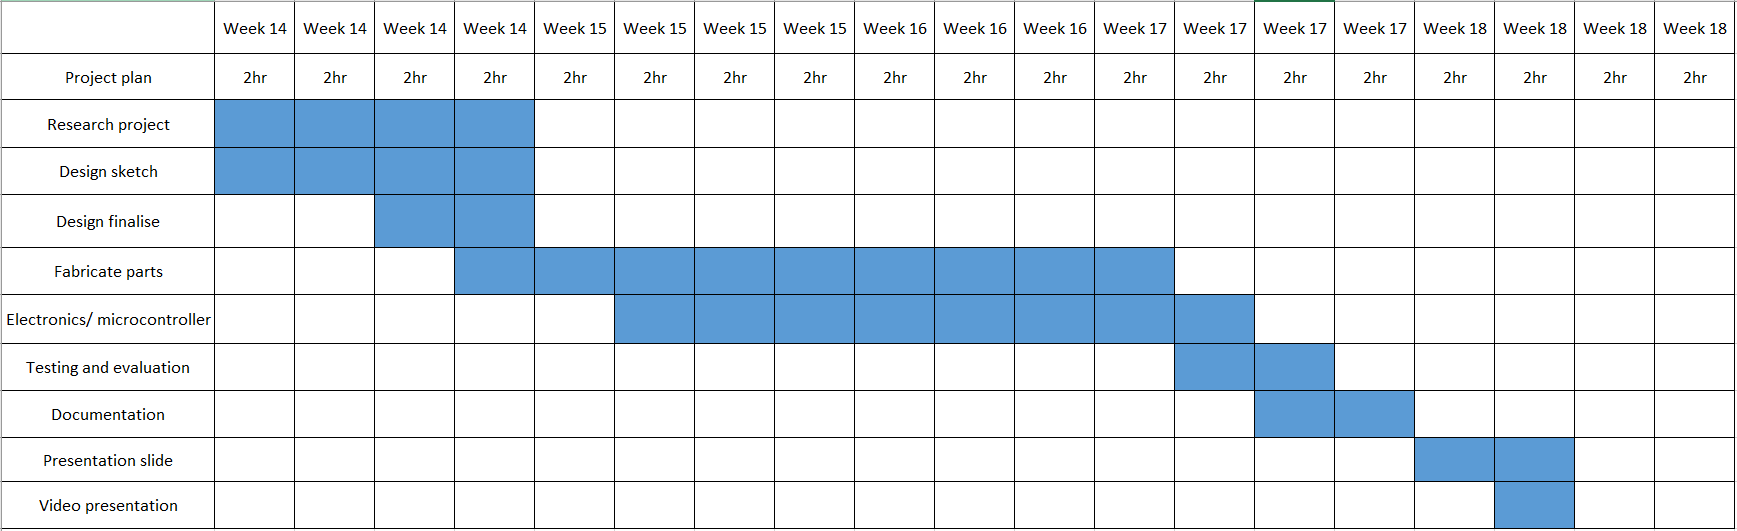 Week 14 Week 14 Week 14 Week 14 Week 15 Week 15 Week 15 Week 15 Week 16 Week 16 Week 16 Week 17 Week 17 Week 17 Week 17 Week 18 Week 18 Week 18 Week 18
Project plan 2hr 2hr 2hr 2hr 2hr 2hr 2hr 2hr 2hr 2hr 2hr 2hr 2hr 2hr 2hr 2hr 2hr 2hr 2hr
Research project
Design sketch
Design finalise
Fabricate parts
Electronics/ microcontroller
Testing and evaluation
Documentation
Presentation slide
Video presentation